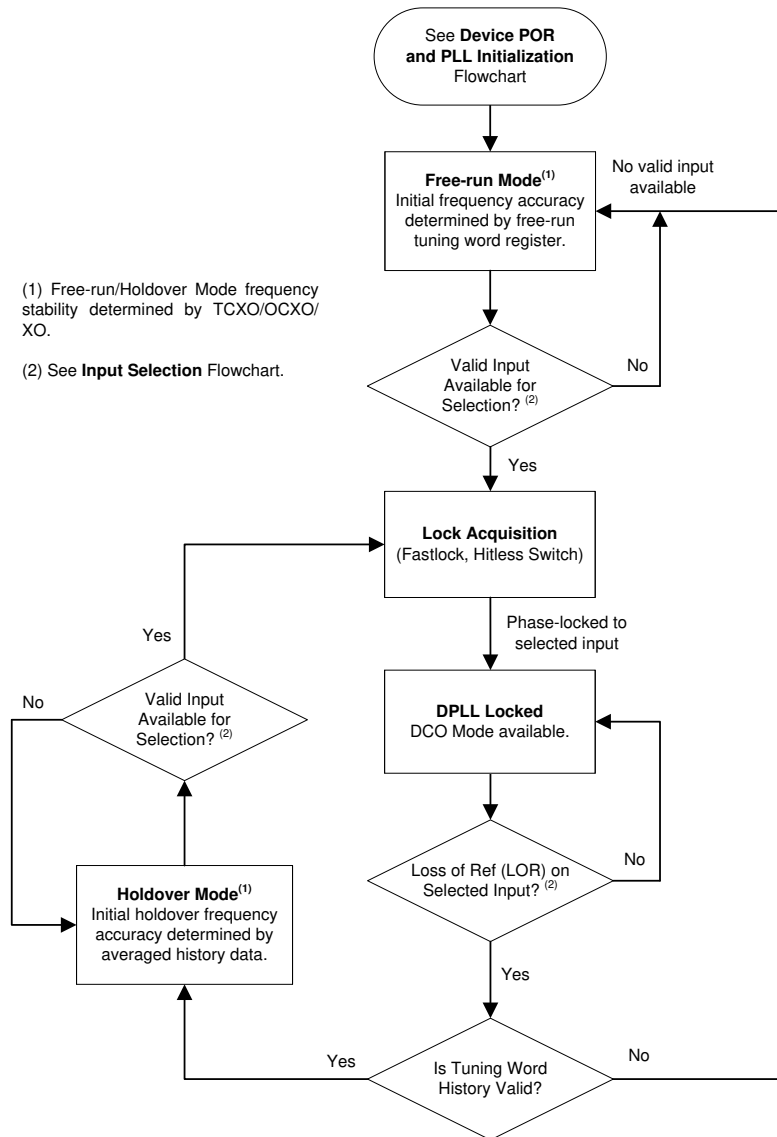 See Device POR
and PLL Initialization
Flowchart
No valid input
available
Free-run Mode(1)
Initial frequency accuracy
determined by free-run
tuning word register.
(1) Free-run/Holdover Mode frequency
stability determined by TCXO/OCXO/
XO.
(2) See Input Selection Flowchart.
Valid Input
Available for
Selection? (2)
No
Yes
Lock Acquisition
(Fastlock, Hitless Switch)
Phase-locked to
selected input
Yes
No
Valid Input
Available for
Selection? (2)
DPLL Locked
DCO Mode available.
Loss of Ref (LOR) on
Selected Input? (2)
No
Holdover Mode(1)
Initial holdover frequency
accuracy determined by
averaged history data.
Yes
Yes
Is Tuning Word
History Valid?
No